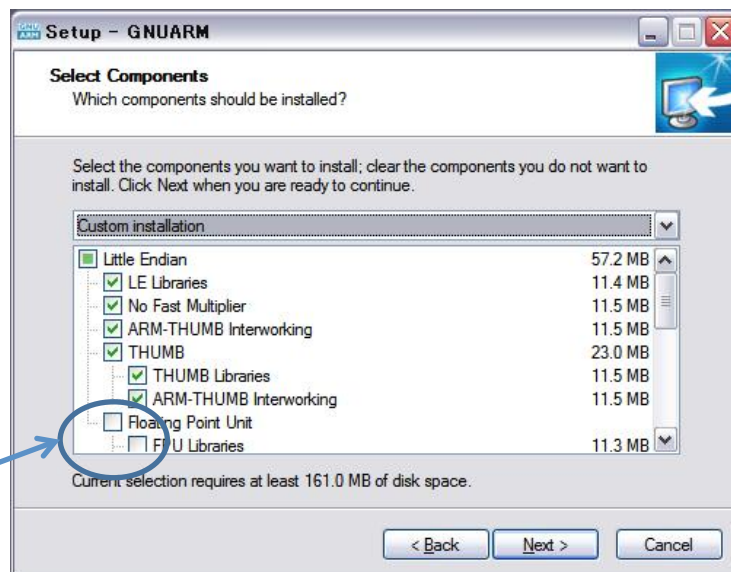 GNU ARM
Setup - GNUARM
Select Components
Which components should be installed?
Select the components you want to install; clear the components you do not want to
install. Click Next when you are ready to continue.
Custom installation
Little Endian 57.2 MB
LE Libraries 11.4 MB
No Fast Multiplier 11.5 MB
ARM-THUMB Interworking 11.5 MB
THUMB 23.0 MB
THUMB Libraries 11.5 MB
ARM-THUMB Interworking 11.5 MB
Floating Point Unit
FPU Libraries 11.3 MB
Current selection requires at least 161.0 MB of disk space.
< Back Next > Cancel